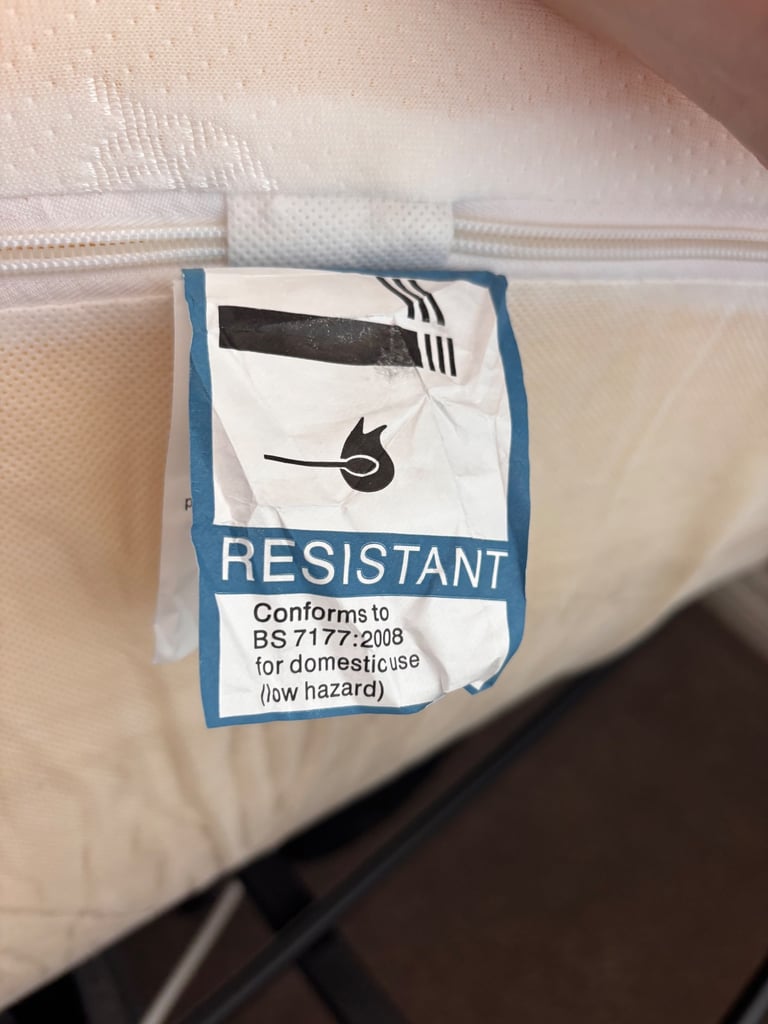 RESISTANT
Conforms to
BS 7177:2008
for domestic use
(low hazard)